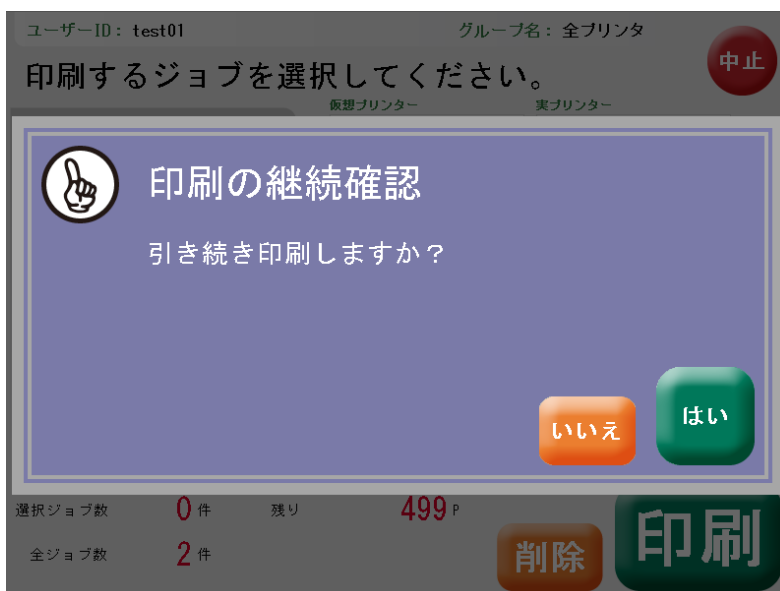 ユーザーID： test01 グループ名： 全プリンタ
中止
印刷するジョブを選択してください。
仮想プリンター 実プリンター
印刷の継続確認
引き続き印刷しますか？
いいえ
はい
選択ジョブ数 0 件 残り 499 P
全ジョブ数 2 件
削除
印刷